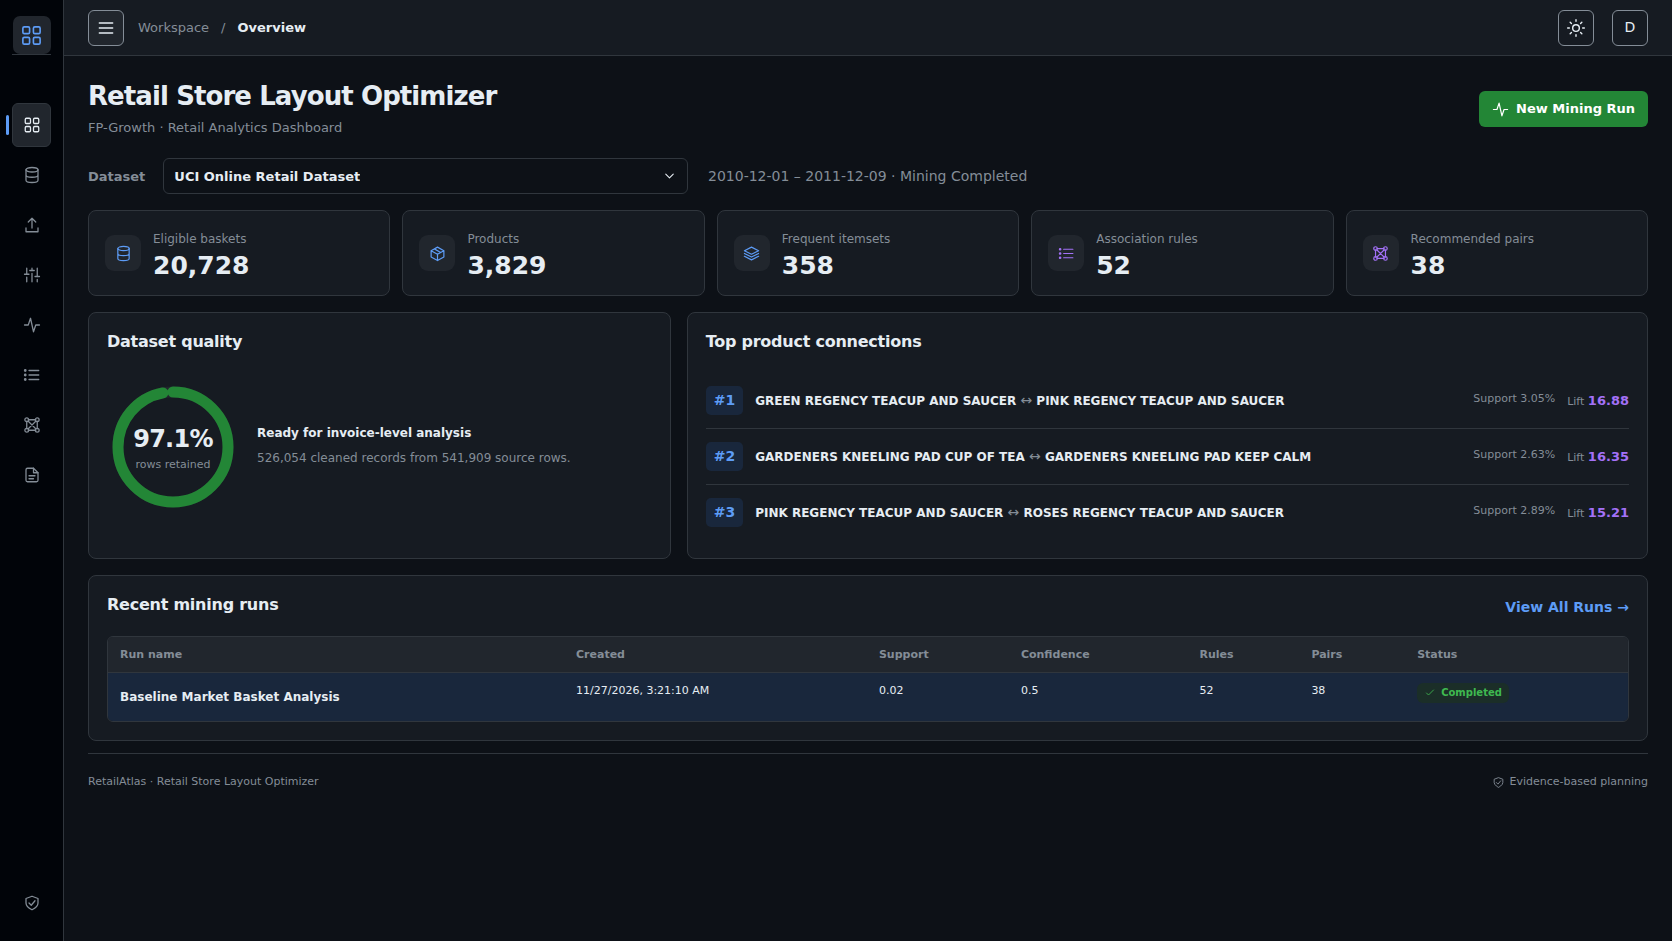 Workspace / Overview
D
Retail Store Layout Optimizer
FP-Growth · Retail Analytics Dashboard
New Mining Run
Dataset UCI Online Retail Dataset 2010-12-01 – 2011-12-09 · Mining Completed
Eligible baskets
20,728
Products
3,829
Frequent itemsets
358
Association rules
52
Recommended pairs
38
Dataset quality
97.1%
rows retained
Ready for invoice-level analysis
526,054 cleaned records from 541,909 source rows.
Top product connections
#1 GREEN REGENCY TEACUP AND SAUCER ↔ PINK REGENCY TEACUP AND SAUCER Support 3.05% Lift 16.88
#2 GARDENERS KNEELING PAD CUP OF TEA ↔ GARDENERS KNEELING PAD KEEP CALM Support 2.63% Lift 16.35
#3 PINK REGENCY TEACUP AND SAUCER ↔ ROSES REGENCY TEACUP AND SAUCER Support 2.89% Lift 15.21
Recent mining runs
View All Runs →
Run name Created Support Confidence Rules Pairs Status
Baseline Market Basket Analysis 11/27/2026, 3:21:10 AM 0.02 0.5 52 38 Completed
RetailAtlas · Retail Store Layout Optimizer
Evidence-based planning